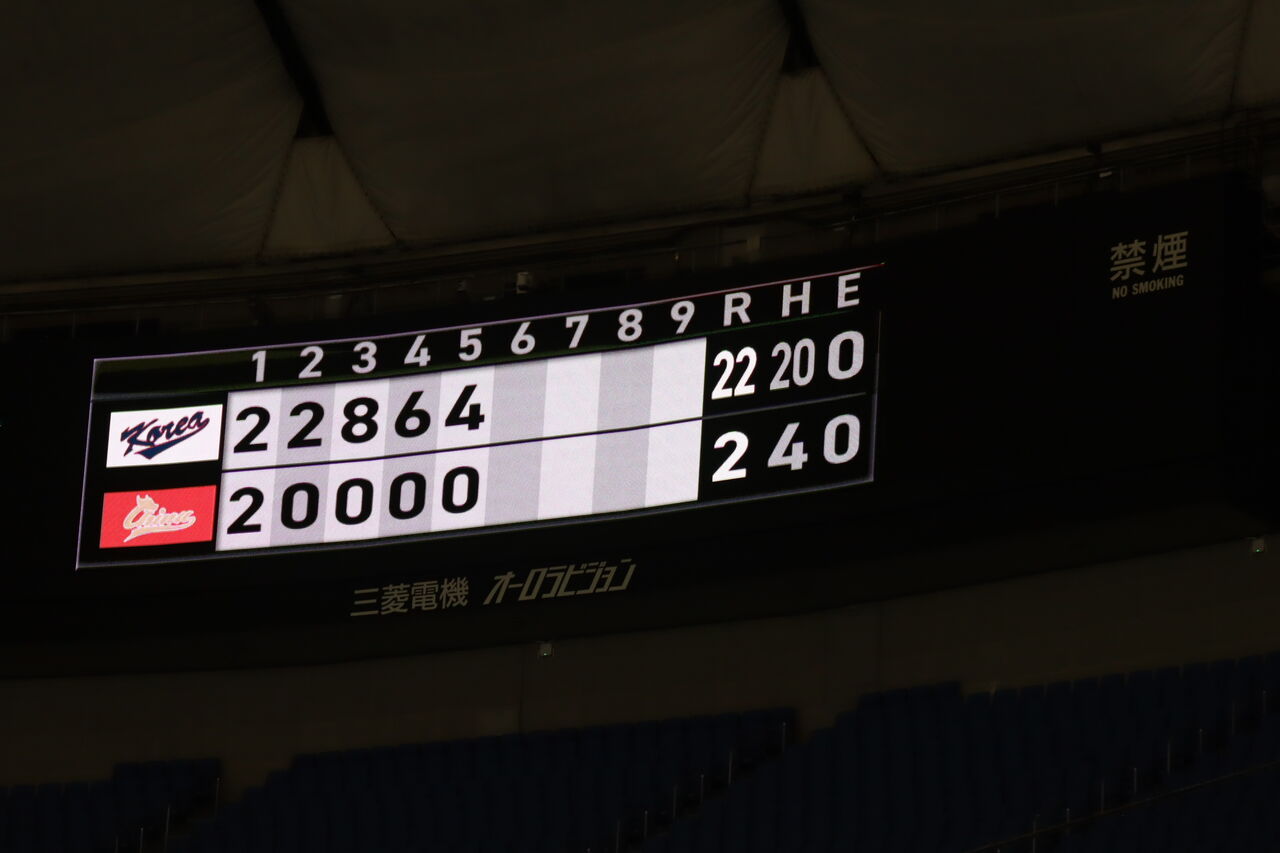 禁煙
NO SMOKING
1 2 3 4 5 6 7 8 9 R H E
Korea 2 2 8 6 4 22 20 0
China 2 0 0 0 0 2 4 0
三菱電機 オーロラビジョン